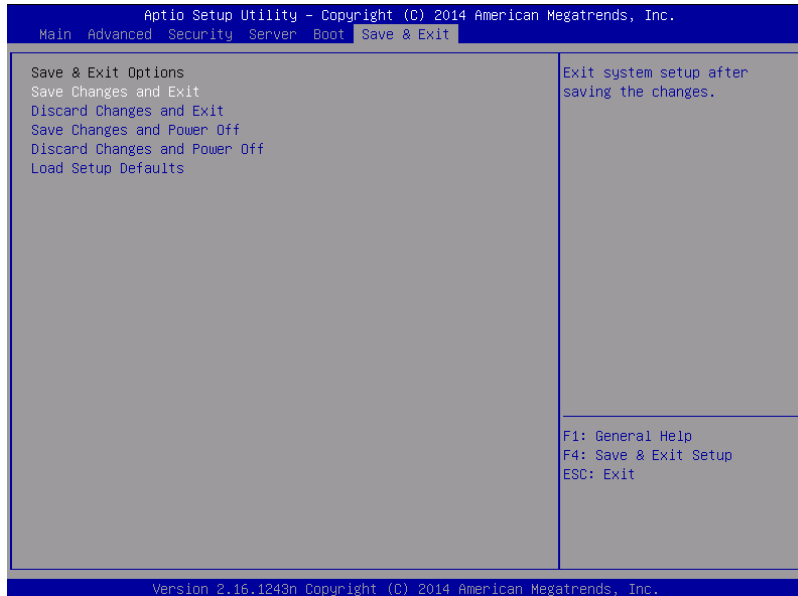 Aptio Setup Utility – Copyright (C) 2014 American Megatrends, Inc.
Main Advanced Security Server Boot Save & Exit
Save & Exit Options
Save Changes and Exit
Discard Changes and Exit
Save Changes and Power Off
Discard Changes and Power Off
Load Setup Defaults
Exit system setup after
saving the changes.
F1: General Help
F4: Save & Exit Setup
ESC: Exit
Version 2.16.1243n Copyright (C) 2014 American Megatrends, Inc.